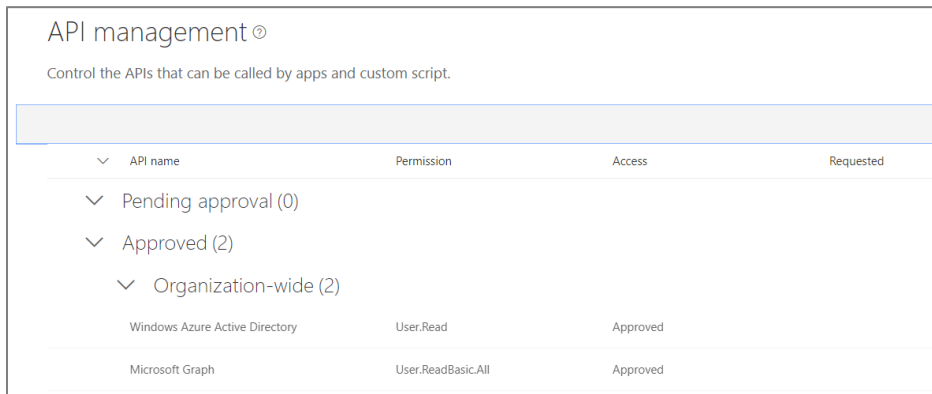 API management
Control the APIs that can be called by apps and custom script.
API name Permission Access Requested
Pending approval (0)
Approved (2)
Organization-wide (2)
Windows Azure Active Directory User.Read Approved
Microsoft Graph User.ReadBasic.All Approved